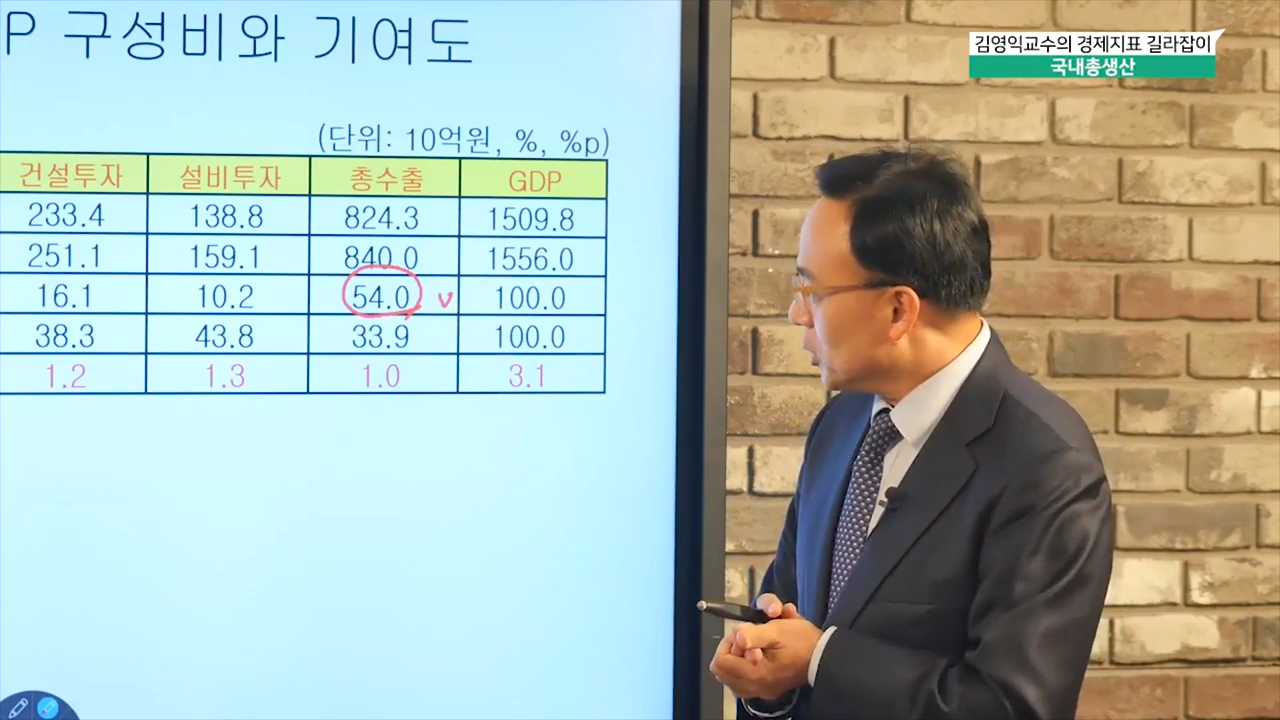 P 구성비와 기여도
김영익교수의 경제지표 길라잡이
국내총생산
(단위: 10억원, %, %p)
건설투자 설비투자 총수출 GDP
233.4 138.8 824.3 1509.8
251.1 159.1 840.0 1556.0
16.1 10.2 54.0 v 100.0
38.3 43.8 33.9 100.0
1.2 1.3 1.0 3.1